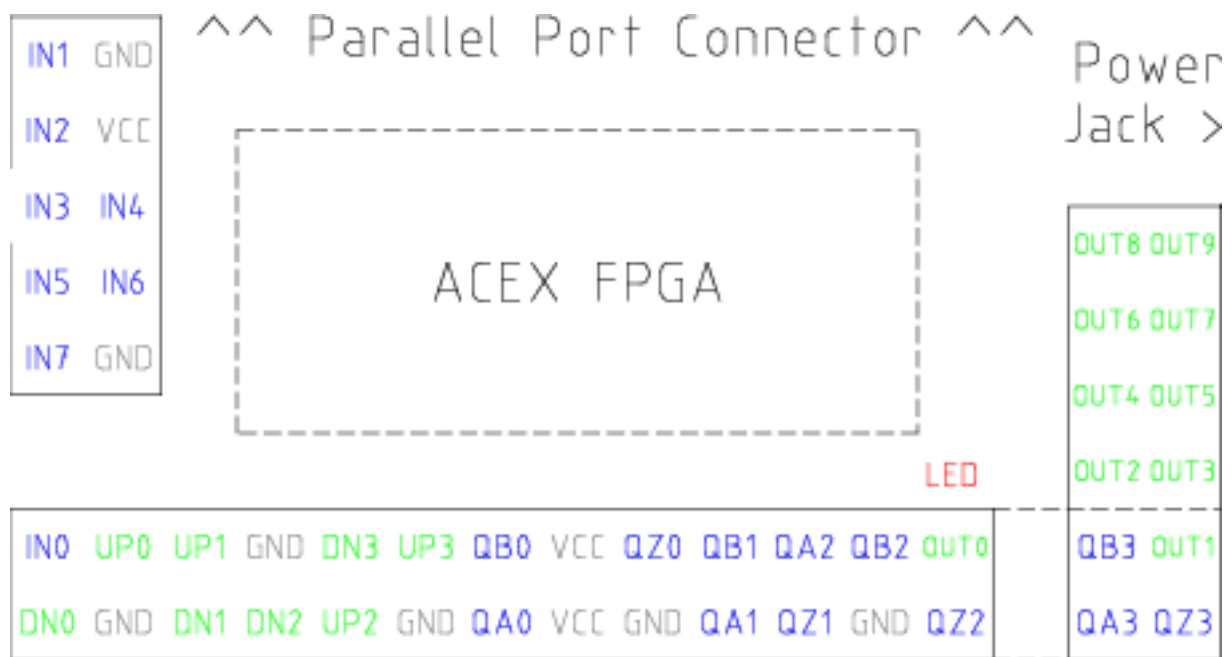 ^^ Parallel Port Connector ^^
Power
Jack >
IN1 GND
IN2 VCC
IN3 IN4
IN5 IN6
IN7 GND
ACEX FPGA
OUT8 OUT9
OUT6 OUT7
OUT4 OUT5
OUT2 OUT3
LED
IN0 UP0 UP1 GND DN3 UP3 QB0 VCC QZ0 QB1 QA2 QB2 OUT0 QB3 OUT1
DN0 GND DN1 DN2 UP2 GND QA0 VCC GND QA1 QZ1 GND QZ2 QA3 QZ3